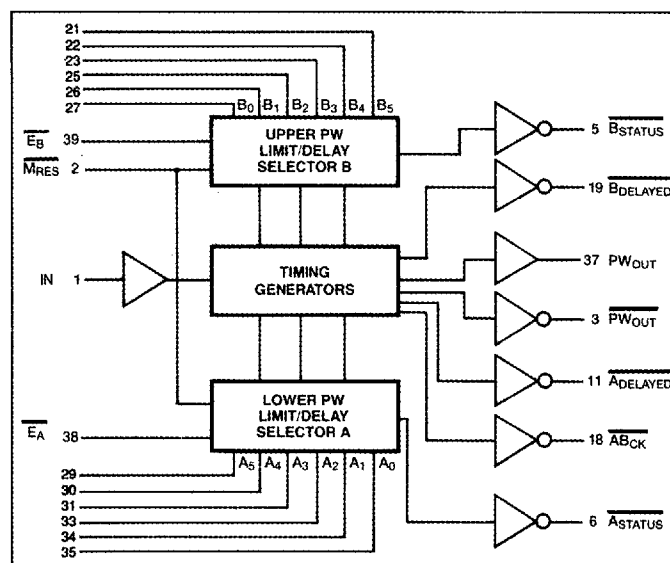 21
22
23
25
26
27
B0 B1 B2 B3 B4 B5
E̅B̅ 39
M̅R̅E̅S̅ 2
UPPER PW
LIMIT/DELAY
SELECTOR B
5 B̅S̅T̅A̅T̅U̅S̅
19 B̅D̅E̅L̅A̅Y̅E̅D̅
IN 1
TIMING
GENERATORS
37 PWOUT
3 P̅W̅O̅U̅T̅
11 A̅D̅E̅L̅A̅Y̅E̅D̅
18 A̅B̅C̅K̅
6 A̅S̅T̅A̅T̅U̅S̅
LOWER PW
LIMIT/DELAY
SELECTOR A
E̅A̅ 38
A5 A4 A3 A2 A1 A0
29
30
31
33
34
35